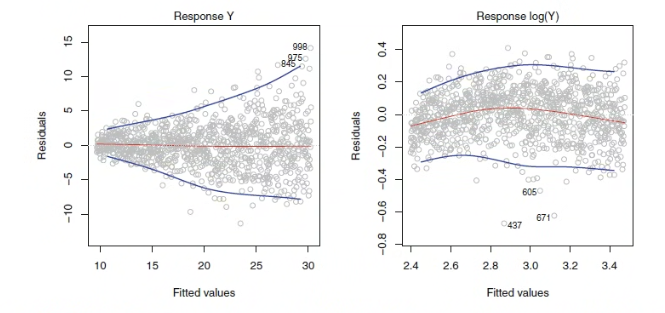 Response Y
998
975
845
15
10
5
0
−5
−10
Residuals
10 15 20 25 30
Fitted values
Response log(Y)
0.4
0.2
0.0
−0.2
−0.4
−0.6
−0.8
Residuals
605
671
437
2.4 2.6 2.8 3.0 3.2 3.4
Fitted values